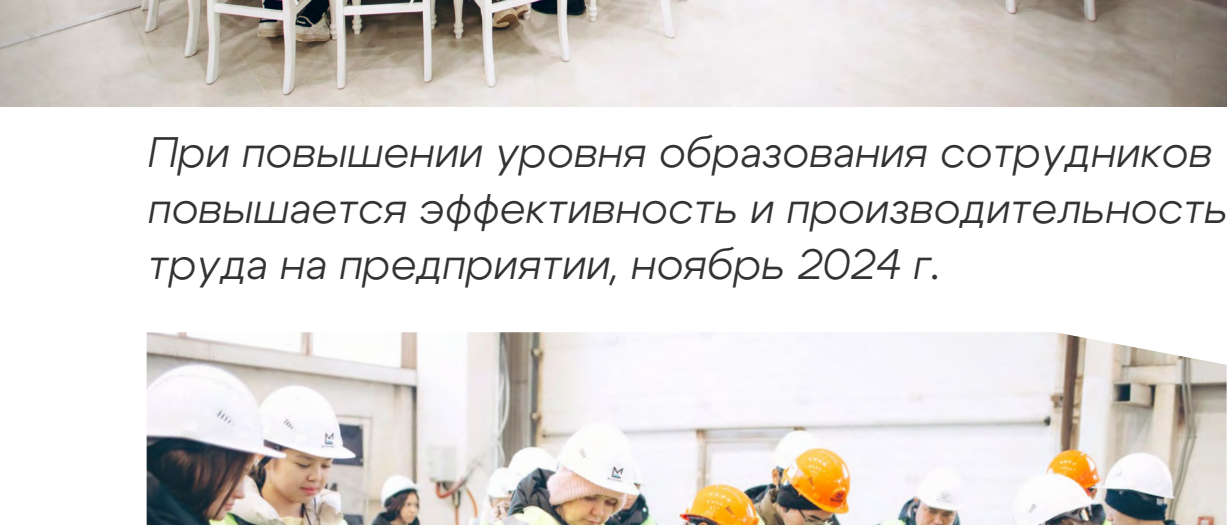 При повышении уровня образования сотрудников
повышается эффективность и производительность
труда на предприятии, ноябрь 2024 г.